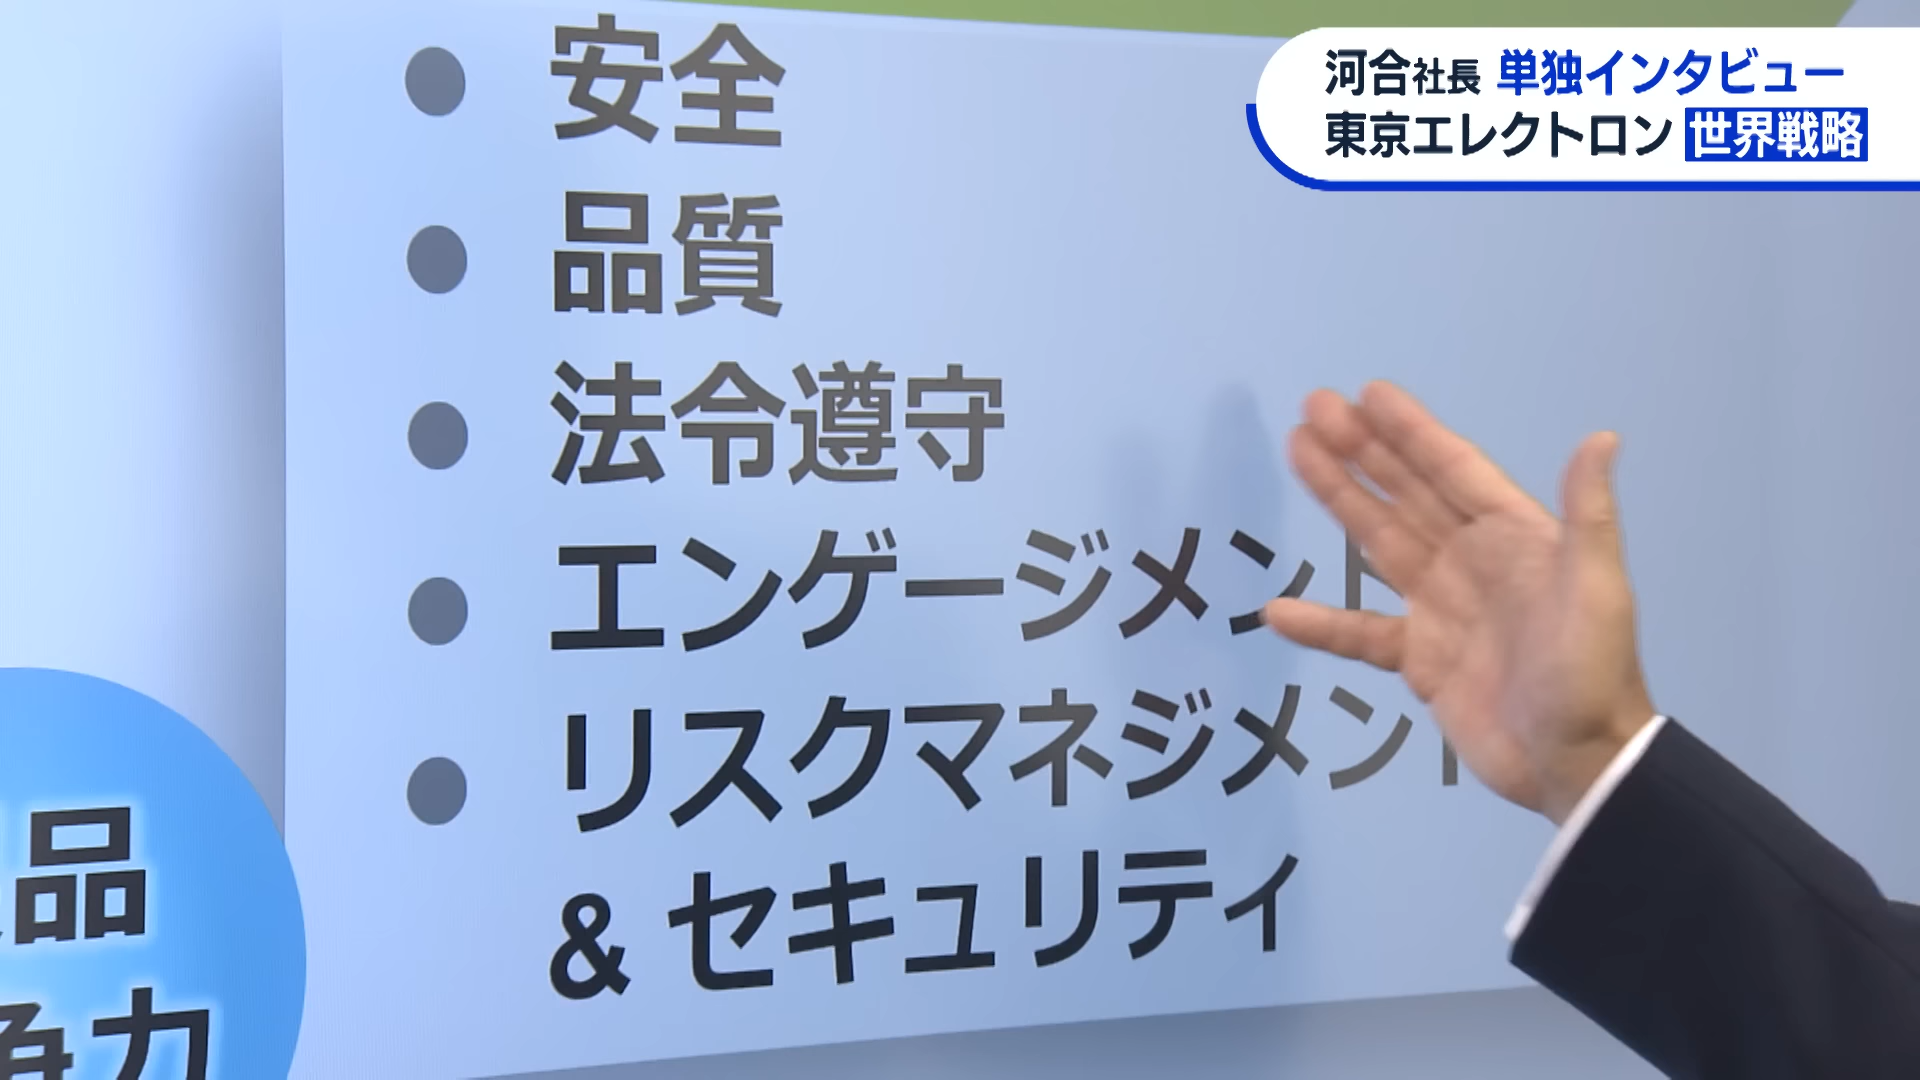 河合社長 単独インタビュー
東京エレクトロン 世界戦略
● 安全
● 品質
● 法令遵守
● エンゲージメント
● リスクマネジメント
& セキュリティ
品
争力